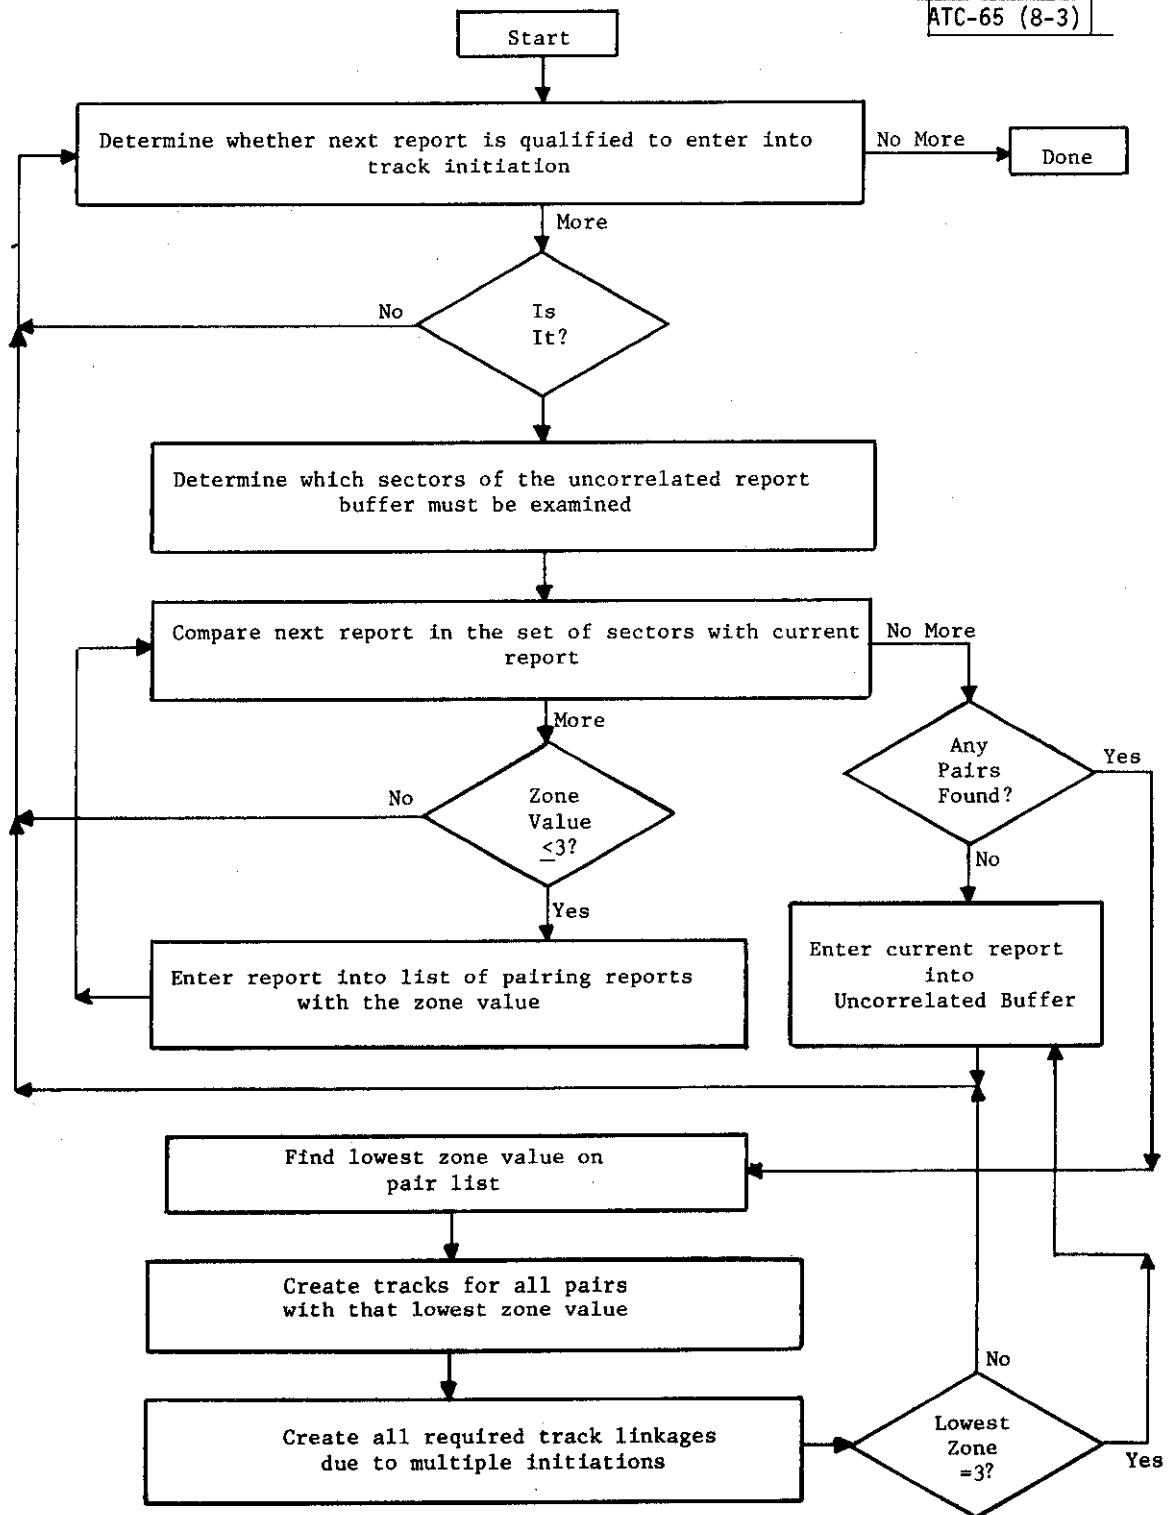 ATC-65 (8-3)
Start
Determine whether next report is qualified to enter into
track initiation
No More
Done
More
Is
It?
No
Determine which sectors of the uncorrelated report
buffer must be examined
Compare next report in the set of sectors with current
report
No More
More
Any
Pairs
Found?
Yes
No
Zone
Value
≤3?
No
Yes
Enter report into list of pairing reports
with the zone value
Enter current report
into
Uncorrelated Buffer
Find lowest zone value on
pair list
Create tracks for all pairs
with that lowest zone value
Create all required track linkages
due to multiple initiations
No
Lowest
Zone
=3?
Yes